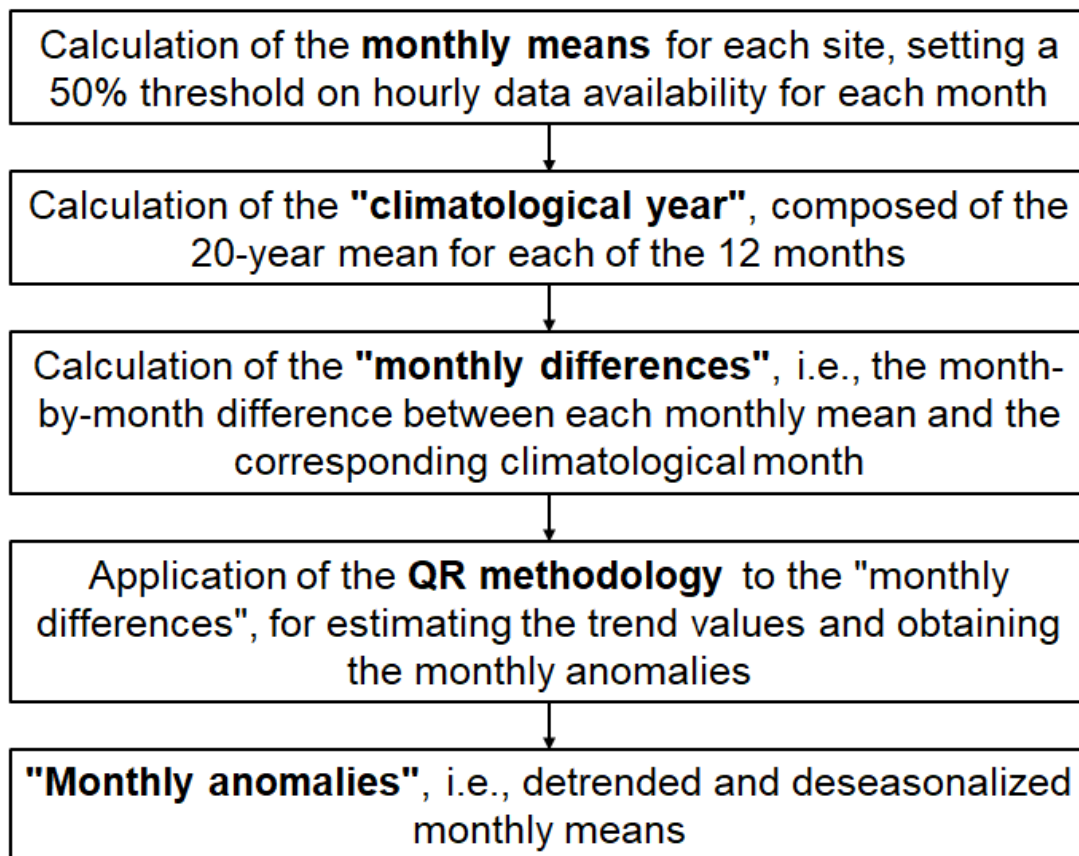 Calculation of the monthly means for each site, setting a
50% threshold on hourly data availability for each month
Calculation of the "climatological year", composed of the
20-year mean for each of the 12 months
Calculation of the "monthly differences", i.e., the month-
by-month difference between each monthly mean and the
corresponding climatological month
Application of the QR methodology to the "monthly
differences", for estimating the trend values and obtaining
the monthly anomalies
"Monthly anomalies", i.e., detrended and deseasonalized
monthly means